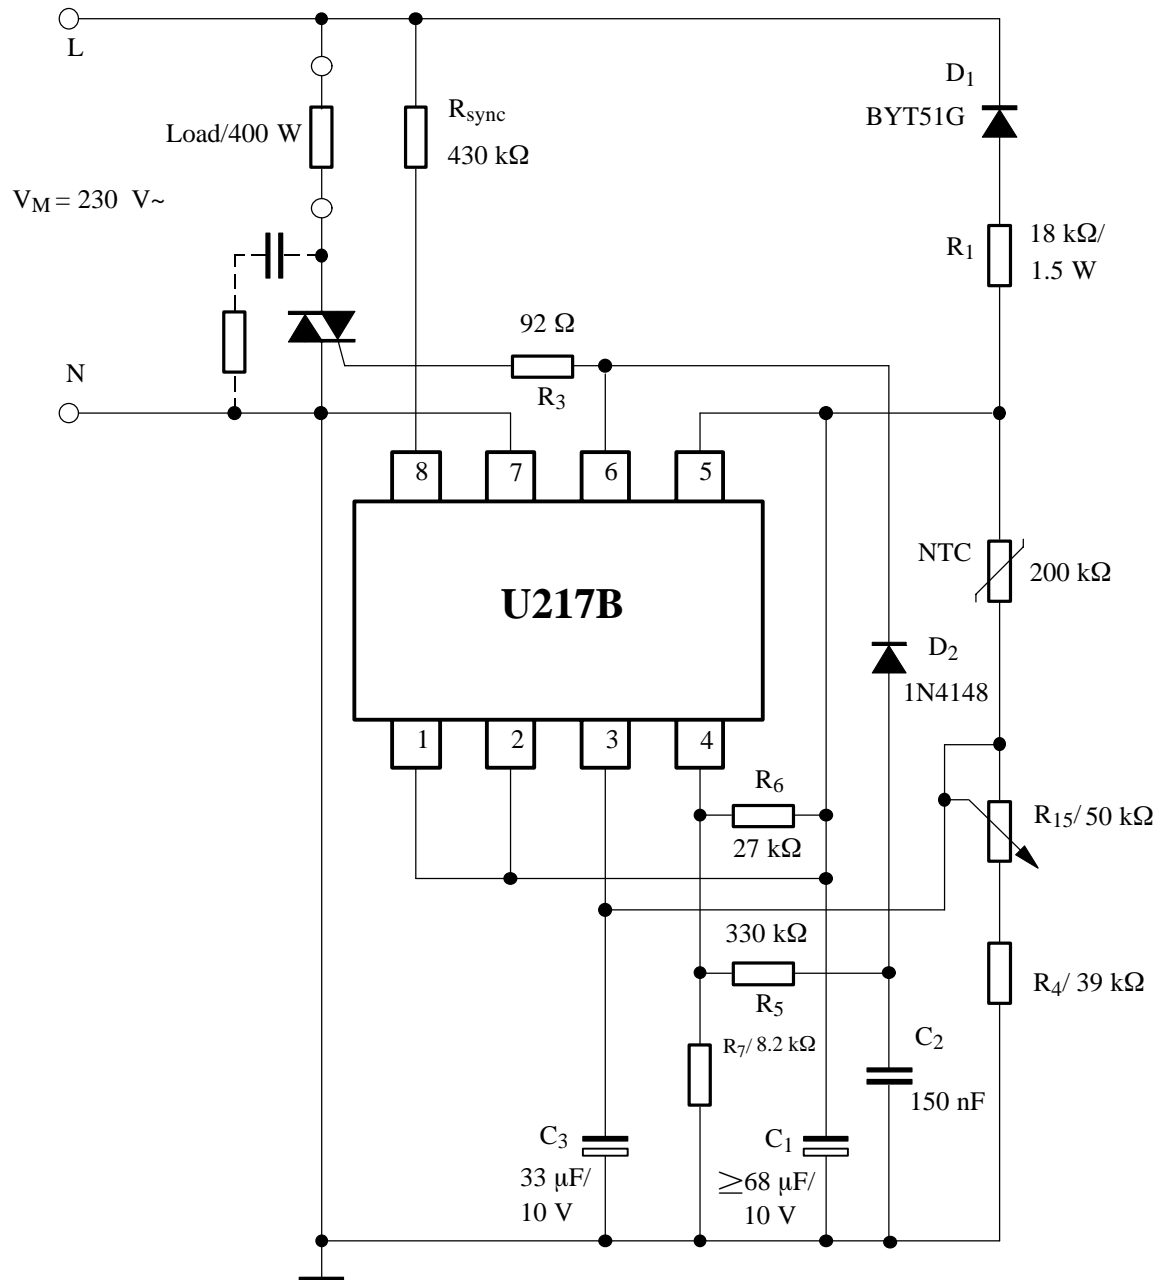 L
D1
BYT51G
Rsync
430 kΩ
Load/400 W
VM = 230 V~
R1
18 kΩ/
1.5 W
92 Ω
R3
N
8
7
6
5
U217B
NTC
200 kΩ
D2
1N4148
1
2
3
4
R6
27 kΩ
R15/ 50 kΩ
330 kΩ
R5
R4/ 39 kΩ
R7/ 8.2 kΩ
C2
150 nF
C3
33 μF/
10 V
C1
≥68 μF/
10 V